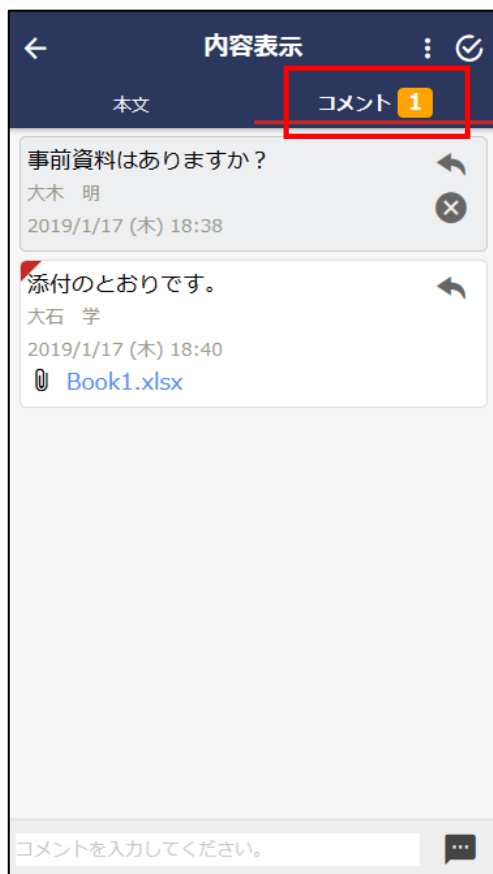 内容表示
本文
コメント 1
事前資料はありますか？
大木 明
2019/1/17 (木) 18:38
添付のとおりです。
大石 学
2019/1/17 (木) 18:40
Book1.xlsx
コメントを入力してください。